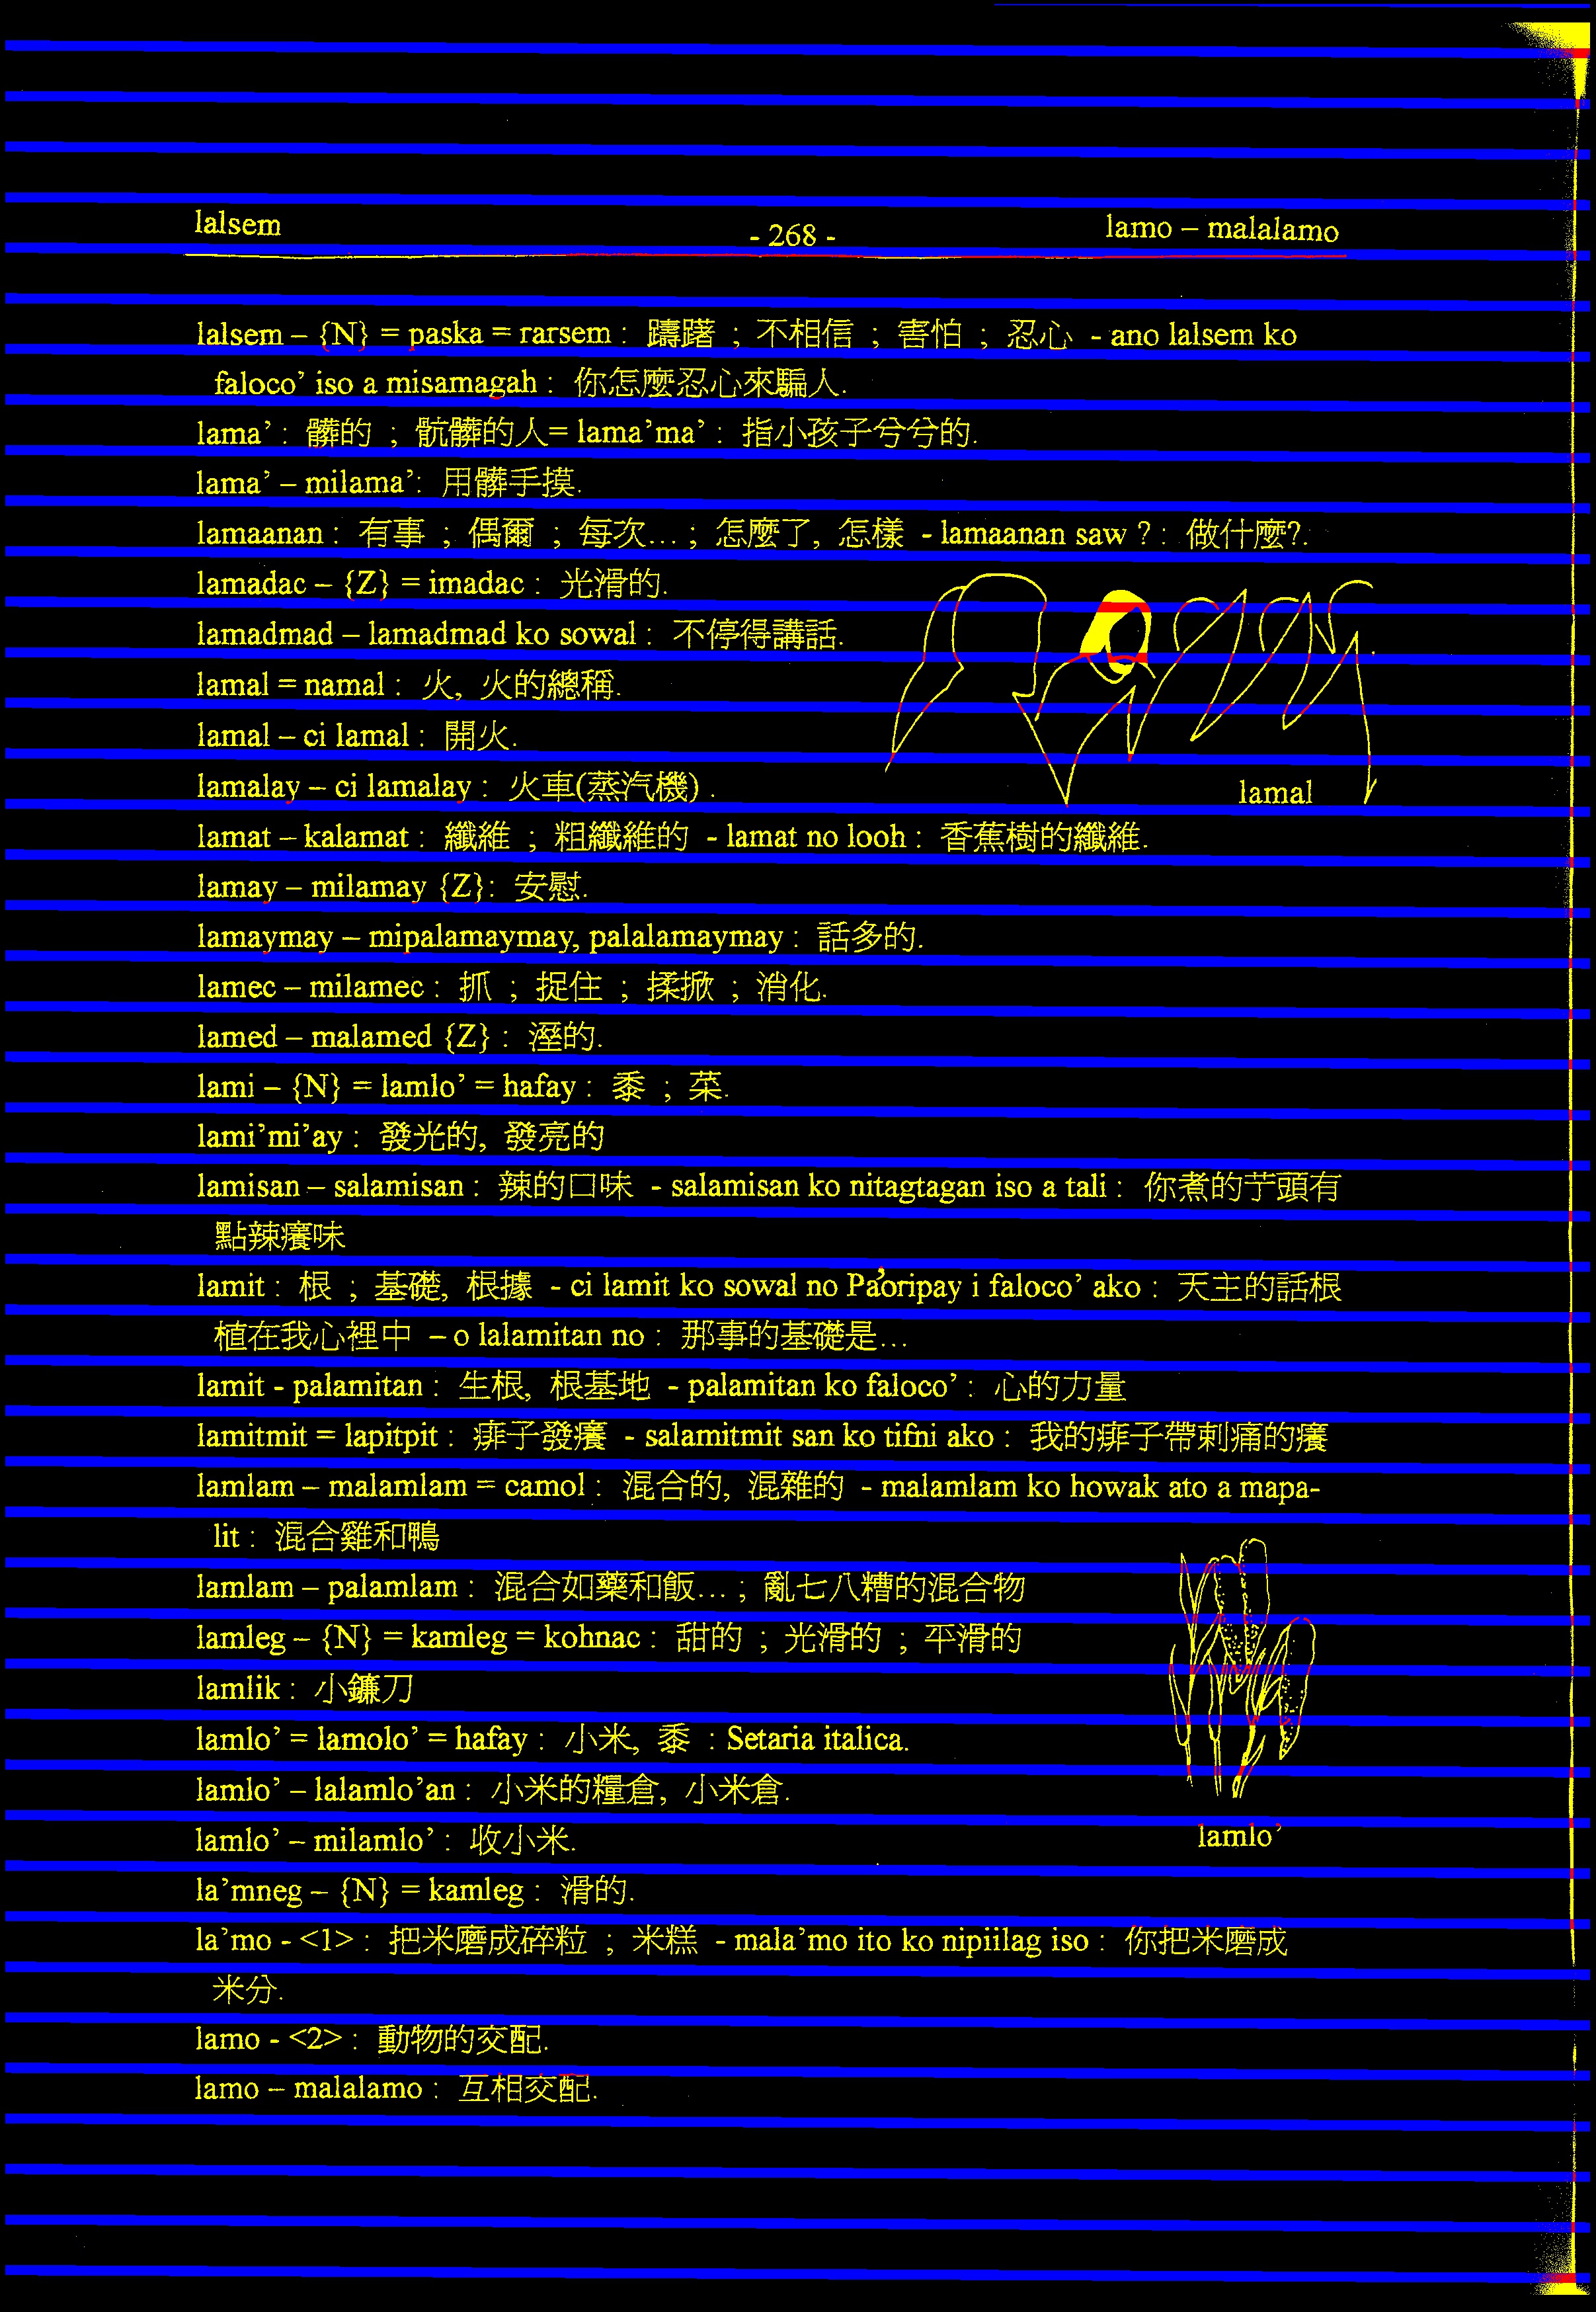 lalsem - 268 - lamo – malalamo
lalsem – {N} = paska = rarsem : 躊躇 ; 不相信 ; 害怕 ; 忍心 - ano lalsem ko
faloco’ iso a misamagah : 你怎麼忍心來騙人.
lama’ : 髒的 ; 骯髒的人= lama’ma’ : 指小孩子兮兮的.
lama’ – milama’: 用髒手摸.
lamaanan : 有事 ; 偶爾 ; 每次... ; 怎麼了, 怎樣 - lamaanan saw ? : 做什麼?.
lamadac – {Z} = imadac : 光滑的.
lamadmad – lamadmad ko sowal : 不停得講話.
lamal = namal : 火, 火的總稱.
lamal – ci lamal : 開火.
lamalay – ci lamalay : 火車(蒸汽機) .
lamal
lamat – kalamat : 纖維 ; 粗纖維的 - lamat no looh : 香蕉樹的纖維.
lamay – milamay {Z}: 安慰.
lamaymay – mipalamaymay, palalamaymay : 話多的.
lamec – milamec : 抓 ; 捉住 ; 揉掀 ; 消化.
lamed – malamed {Z} : 溼的.
lami – {N} = lamlo’ = hafay : 黍 ; 菜.
lami’mi’ay : 發光的, 發亮的
lamisan – salamisan : 辣的口味 - salamisan ko nitagtagan iso a tali : 你煮的芋頭有
點辣癢味
lamit : 根 ; 基礎, 根據 - ci lamit ko sowal no Pa’oripay i faloco’ ako : 天主的話根
植在我心裡中 – o lalamitan no : 那事的基礎是...
lamit - palamitan : 生根, 根基地 - palamitan ko faloco’ : 心的力量
lamitmit = lapitpit : 痱子發癢 - salamitmit san ko tifni ako : 我的痱子帶刺痛的癢
lamlam – malamlam = camol : 混合的, 混雜的 - malamlam ko howak ato a mapa-
lit : 混合雞和鴨
lamlam – palamlam : 混合如藥和飯... ; 亂七八糟的混合物
lamleg – {N} = kamleg = kohnac : 甜的 ; 光滑的 ; 平滑的
lamlik : 小鐮刀
lamlo’ = lamolo’ = hafay : 小米, 黍 : Setaria italica.
lamlo’ – lalamlo’an : 小米的糧倉, 小米倉.
lamlo’ – milamlo’ : 收小米.
lamlo’
la’mneg – {N} = kamleg : 滑的.
la’mo - <1> : 把米磨成碎粒 ; 米糕 - mala’mo ito ko nipiilag iso : 你把米磨成
米分.
lamo - <2> : 動物的交配.
lamo – malalamo : 互相交配.